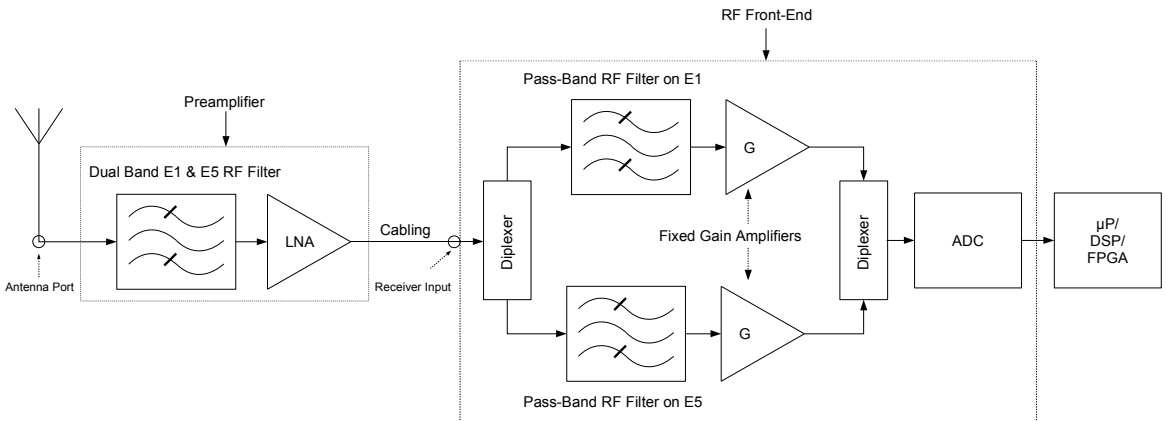 RF Front-End
Pass-Band RF Filter on E1
Preamplifier
Dual Band E1 & E5 RF Filter
G
LNA
Cabling
Diplexer
Fixed Gain Amplifiers
Diplexer
ADC
µP/
DSP/
FPGA
Antenna Port
Receiver Input
G
Pass-Band RF Filter on E5